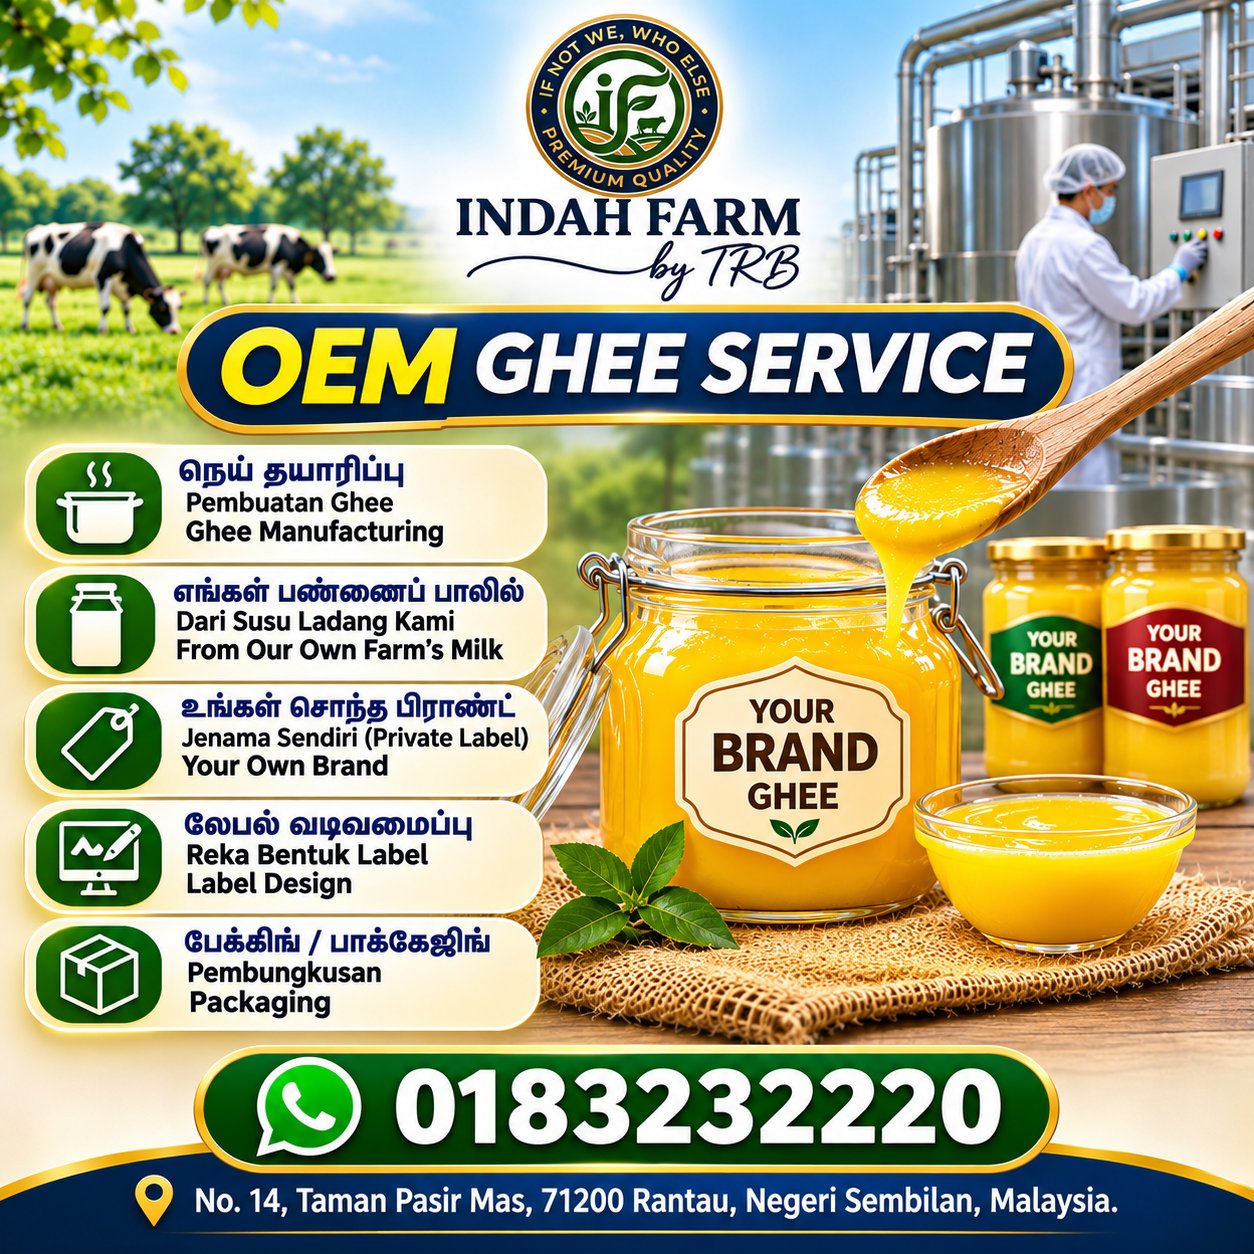 IF NOT WE, WHO ELSE
iF
PREMIUM QUALITY
INDAH FARM
by TRB
OEM GHEE SERVICE
நெய் தயாரிப்பு
Pembuatan Ghee
Ghee Manufacturing
எங்கள் பண்ணைப் பாலில்
Dari Susu Ladang Kami
From Our Own Farm's Milk
உங்கள் சொந்த பிராண்ட்
Jenama Sendiri (Private Label)
Your Own Brand
லேபல் வடிவமைப்பு
Reka Bentuk Label
Label Design
பேக்கிங் / பாக்கேஜிங்
Pembungkusan
Packaging
YOUR
BRAND
GHEE
YOUR
BRAND
GHEE
YOUR
BRAND
GHEE
0183232220
No. 14, Taman Pasir Mas, 71200 Rantau, Negeri Sembilan, Malaysia.